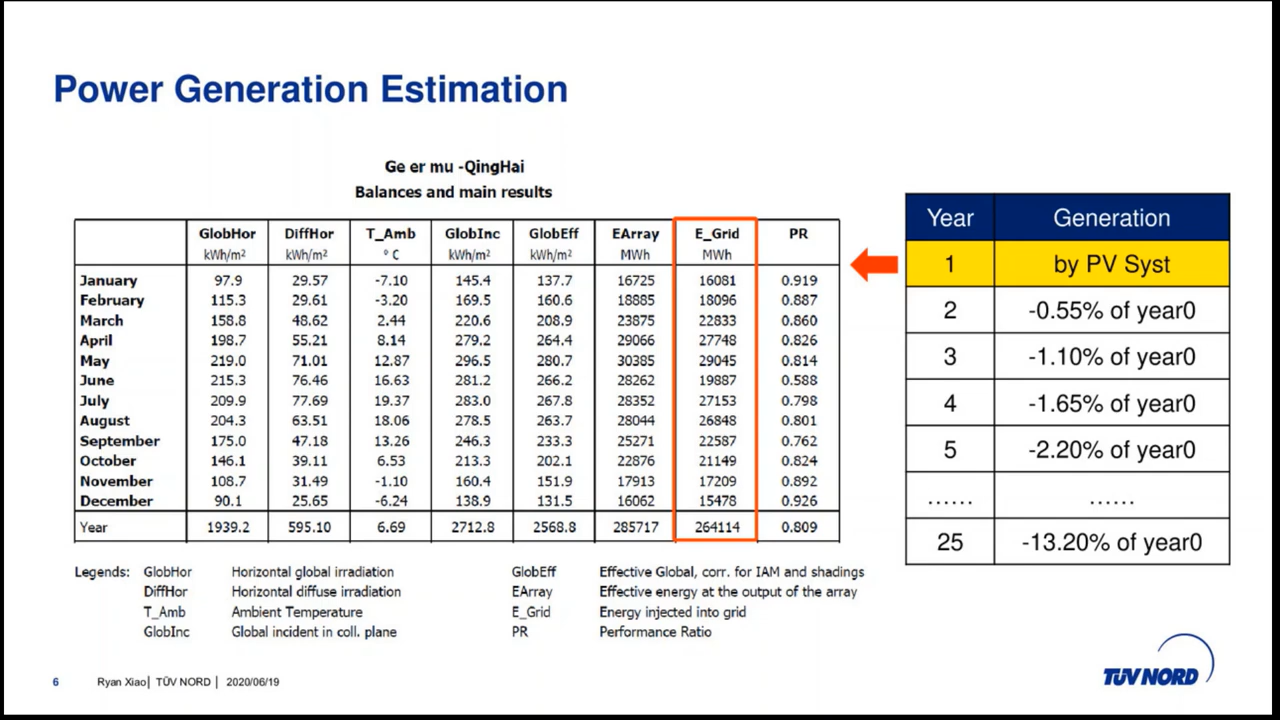 Power Generation Estimation
Ge er mu -QingHai
Balances and main results
GlobHor DiffHor T_Amb GlobInc GlobEff EArray E_Grid PR
kWh/m² kWh/m² °C kWh/m² kWh/m² MWh MWh
January 97.9 29.57 -7.10 145.4 137.7 16725 16081 0.919
February 115.3 29.61 -3.20 169.5 160.6 18885 18096 0.887
March 158.8 48.62 2.44 220.6 208.9 23875 22833 0.860
April 198.7 55.21 8.14 279.2 264.4 29066 27748 0.826
May 219.0 71.01 12.87 296.5 280.7 30385 29045 0.814
June 215.3 76.46 16.63 281.2 266.2 28262 19887 0.588
July 209.9 77.69 19.37 283.0 267.8 28352 27153 0.798
August 204.3 63.51 18.06 278.5 263.7 28044 26848 0.801
September 175.0 47.18 13.26 246.3 233.3 25271 22587 0.762
October 146.1 39.11 6.53 213.3 202.1 22876 21149 0.824
November 108.7 31.49 -1.10 160.4 151.9 17913 17209 0.892
December 90.1 25.65 -6.24 138.9 131.5 16062 15478 0.926
Year 1939.2 595.10 6.69 2712.8 2568.8 285717 264114 0.809
Legends: GlobHor Horizontal global irradiation GlobEff Effective Global, corr. for IAM and shadings
DiffHor Horizontal diffuse irradiation EArray Effective energy at the output of the array
T_Amb Ambient Temperature E_Grid Energy injected into grid
GlobInc Global incident in coll. plane PR Performance Ratio
Year Generation
1 by PV Syst
2 -0.55% of year0
3 -1.10% of year0
4 -1.65% of year0
5 -2.20% of year0
...... ......
25 -13.20% of year0
6 Ryan Xiao| TÜV NORD | 2020/06/19
TÜV NORD